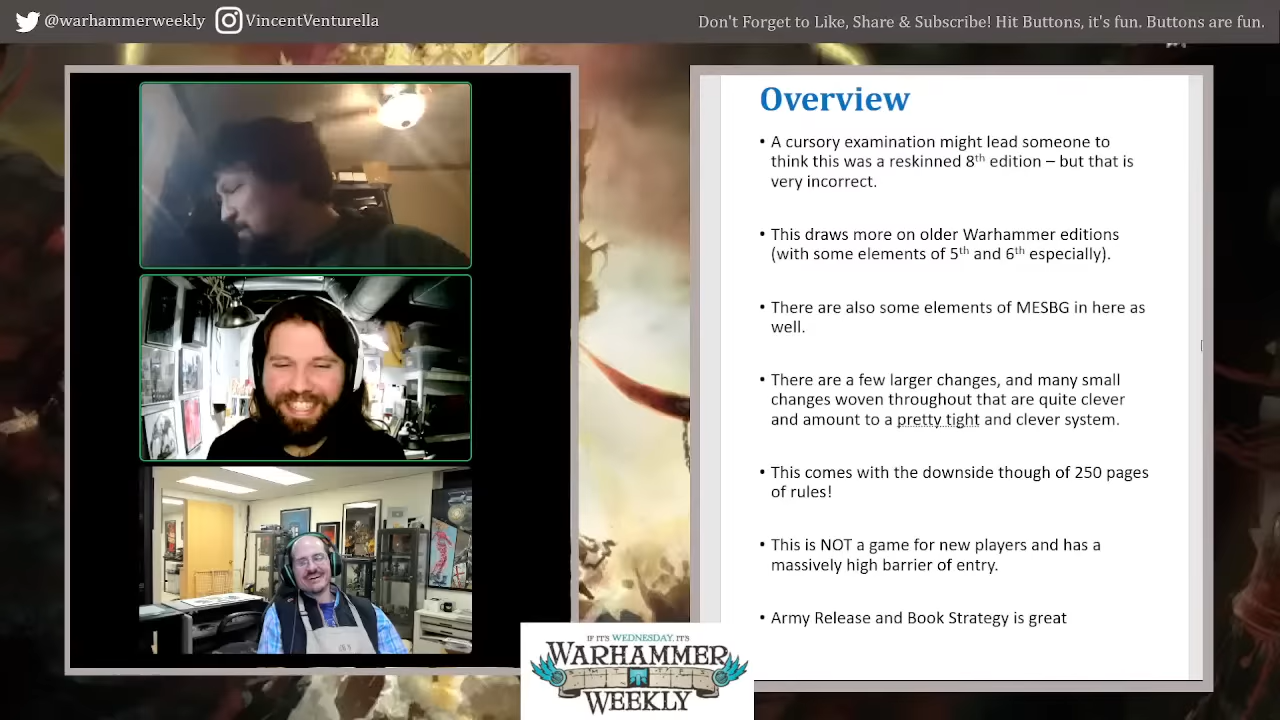 @warhammerweekly VincentVenturella
Don't Forget to Like, Share & Subscribe! Hit Buttons, it's fun. Buttons are fun.
Overview
• A cursory examination might lead someone to
think this was a reskinned 8th edition – but that is
very incorrect.
• This draws more on older Warhammer editions
(with some elements of 5th and 6th especially).
• There are also some elements of MESBG in here as
well.
• There are a few larger changes, and many small
changes woven throughout that are quite clever
and amount to a pretty tight and clever system.
• This comes with the downside though of 250 pages
of rules!
• This is NOT a game for new players and has a
massively high barrier of entry.
• Army Release and Book Strategy is great
IF IT'S WEDNESDAY, IT'S
WARHAMMER
WEEKLY